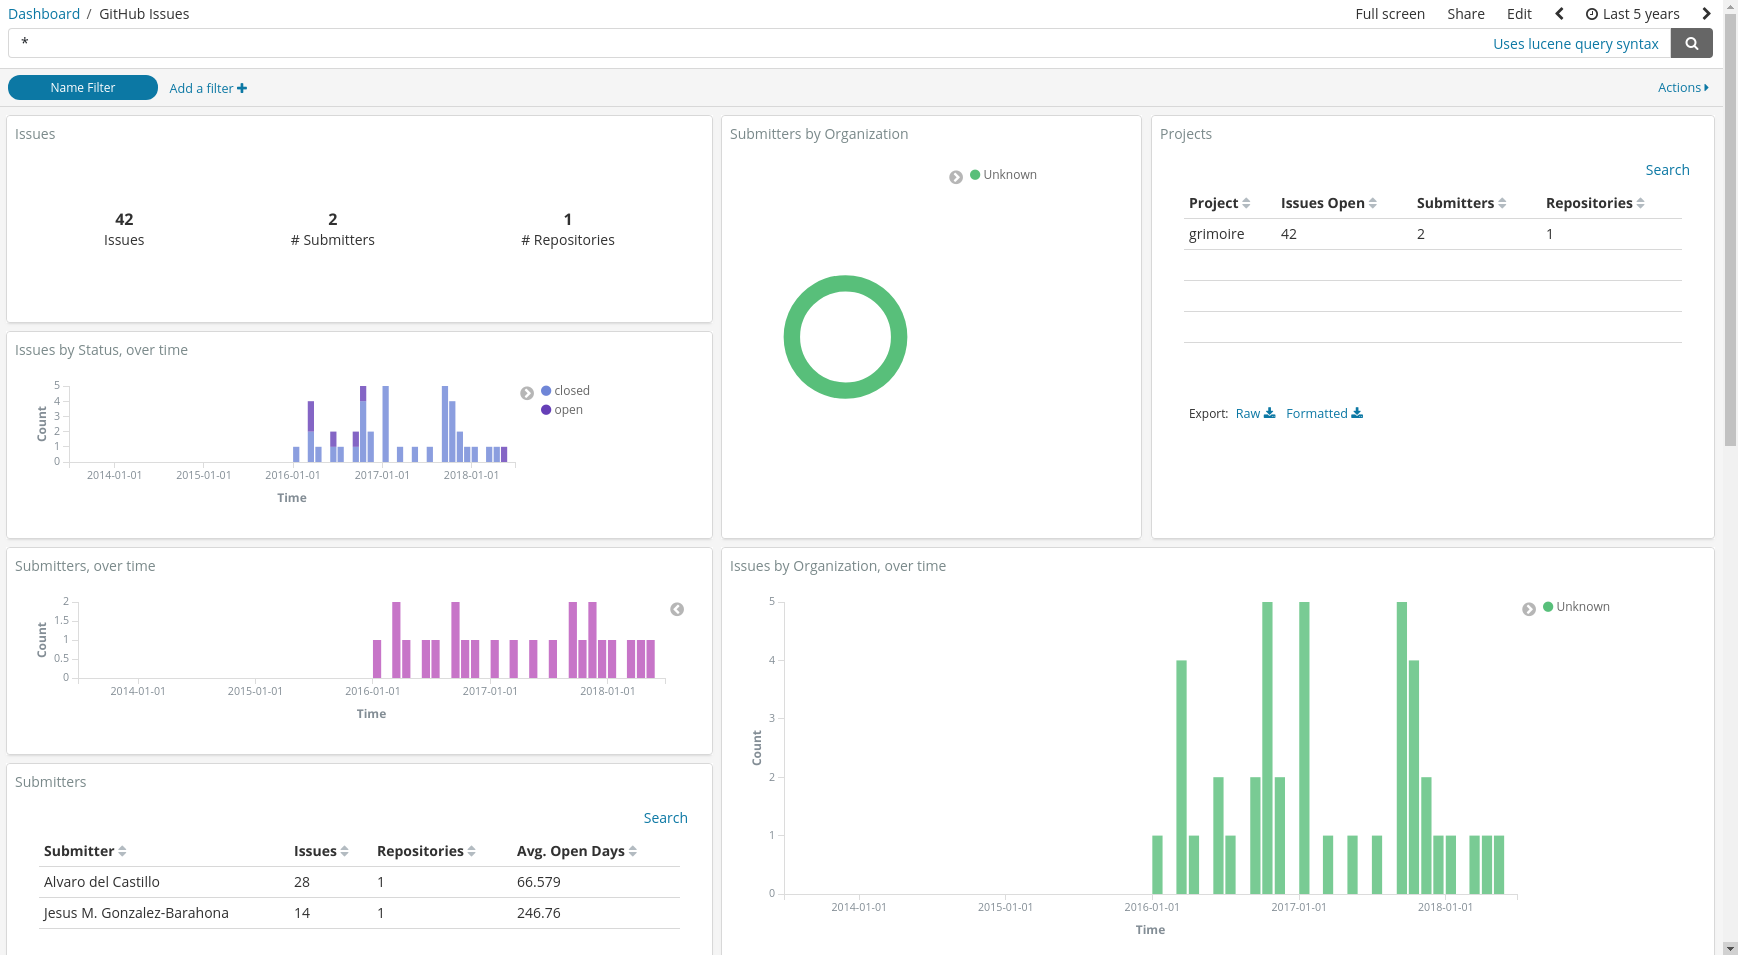 Dashboard / GitHub Issues
Full screen Share Edit Last 5 years
*
Uses lucene query syntax
Name Filter Add a filter
Actions
Issues
42 2 1
Issues # Submitters # Repositories
Submitters by Organization
Unknown
Projects
Search
Project Issues Open Submitters Repositories
grimoire 42 2 1
Export: Raw Formatted
Issues by Status, over time
5
4
3
2
1
0
Count
closed
open
2014-01-01 2015-01-01 2016-01-01 2017-01-01 2018-01-01
Time
Submitters, over time
2
1.5
1
0.5
0
Count
2014-01-01 2015-01-01 2016-01-01 2017-01-01 2018-01-01
Time
Issues by Organization, over time
Unknown
5
4
3
2
1
0
Count
2014-01-01 2015-01-01 2016-01-01 2017-01-01 2018-01-01
Time
Submitters
Search
Submitter Issues Repositories Avg. Open Days
Alvaro del Castillo 28 1 66.579
Jesus M. Gonzalez-Barahona 14 1 246.76